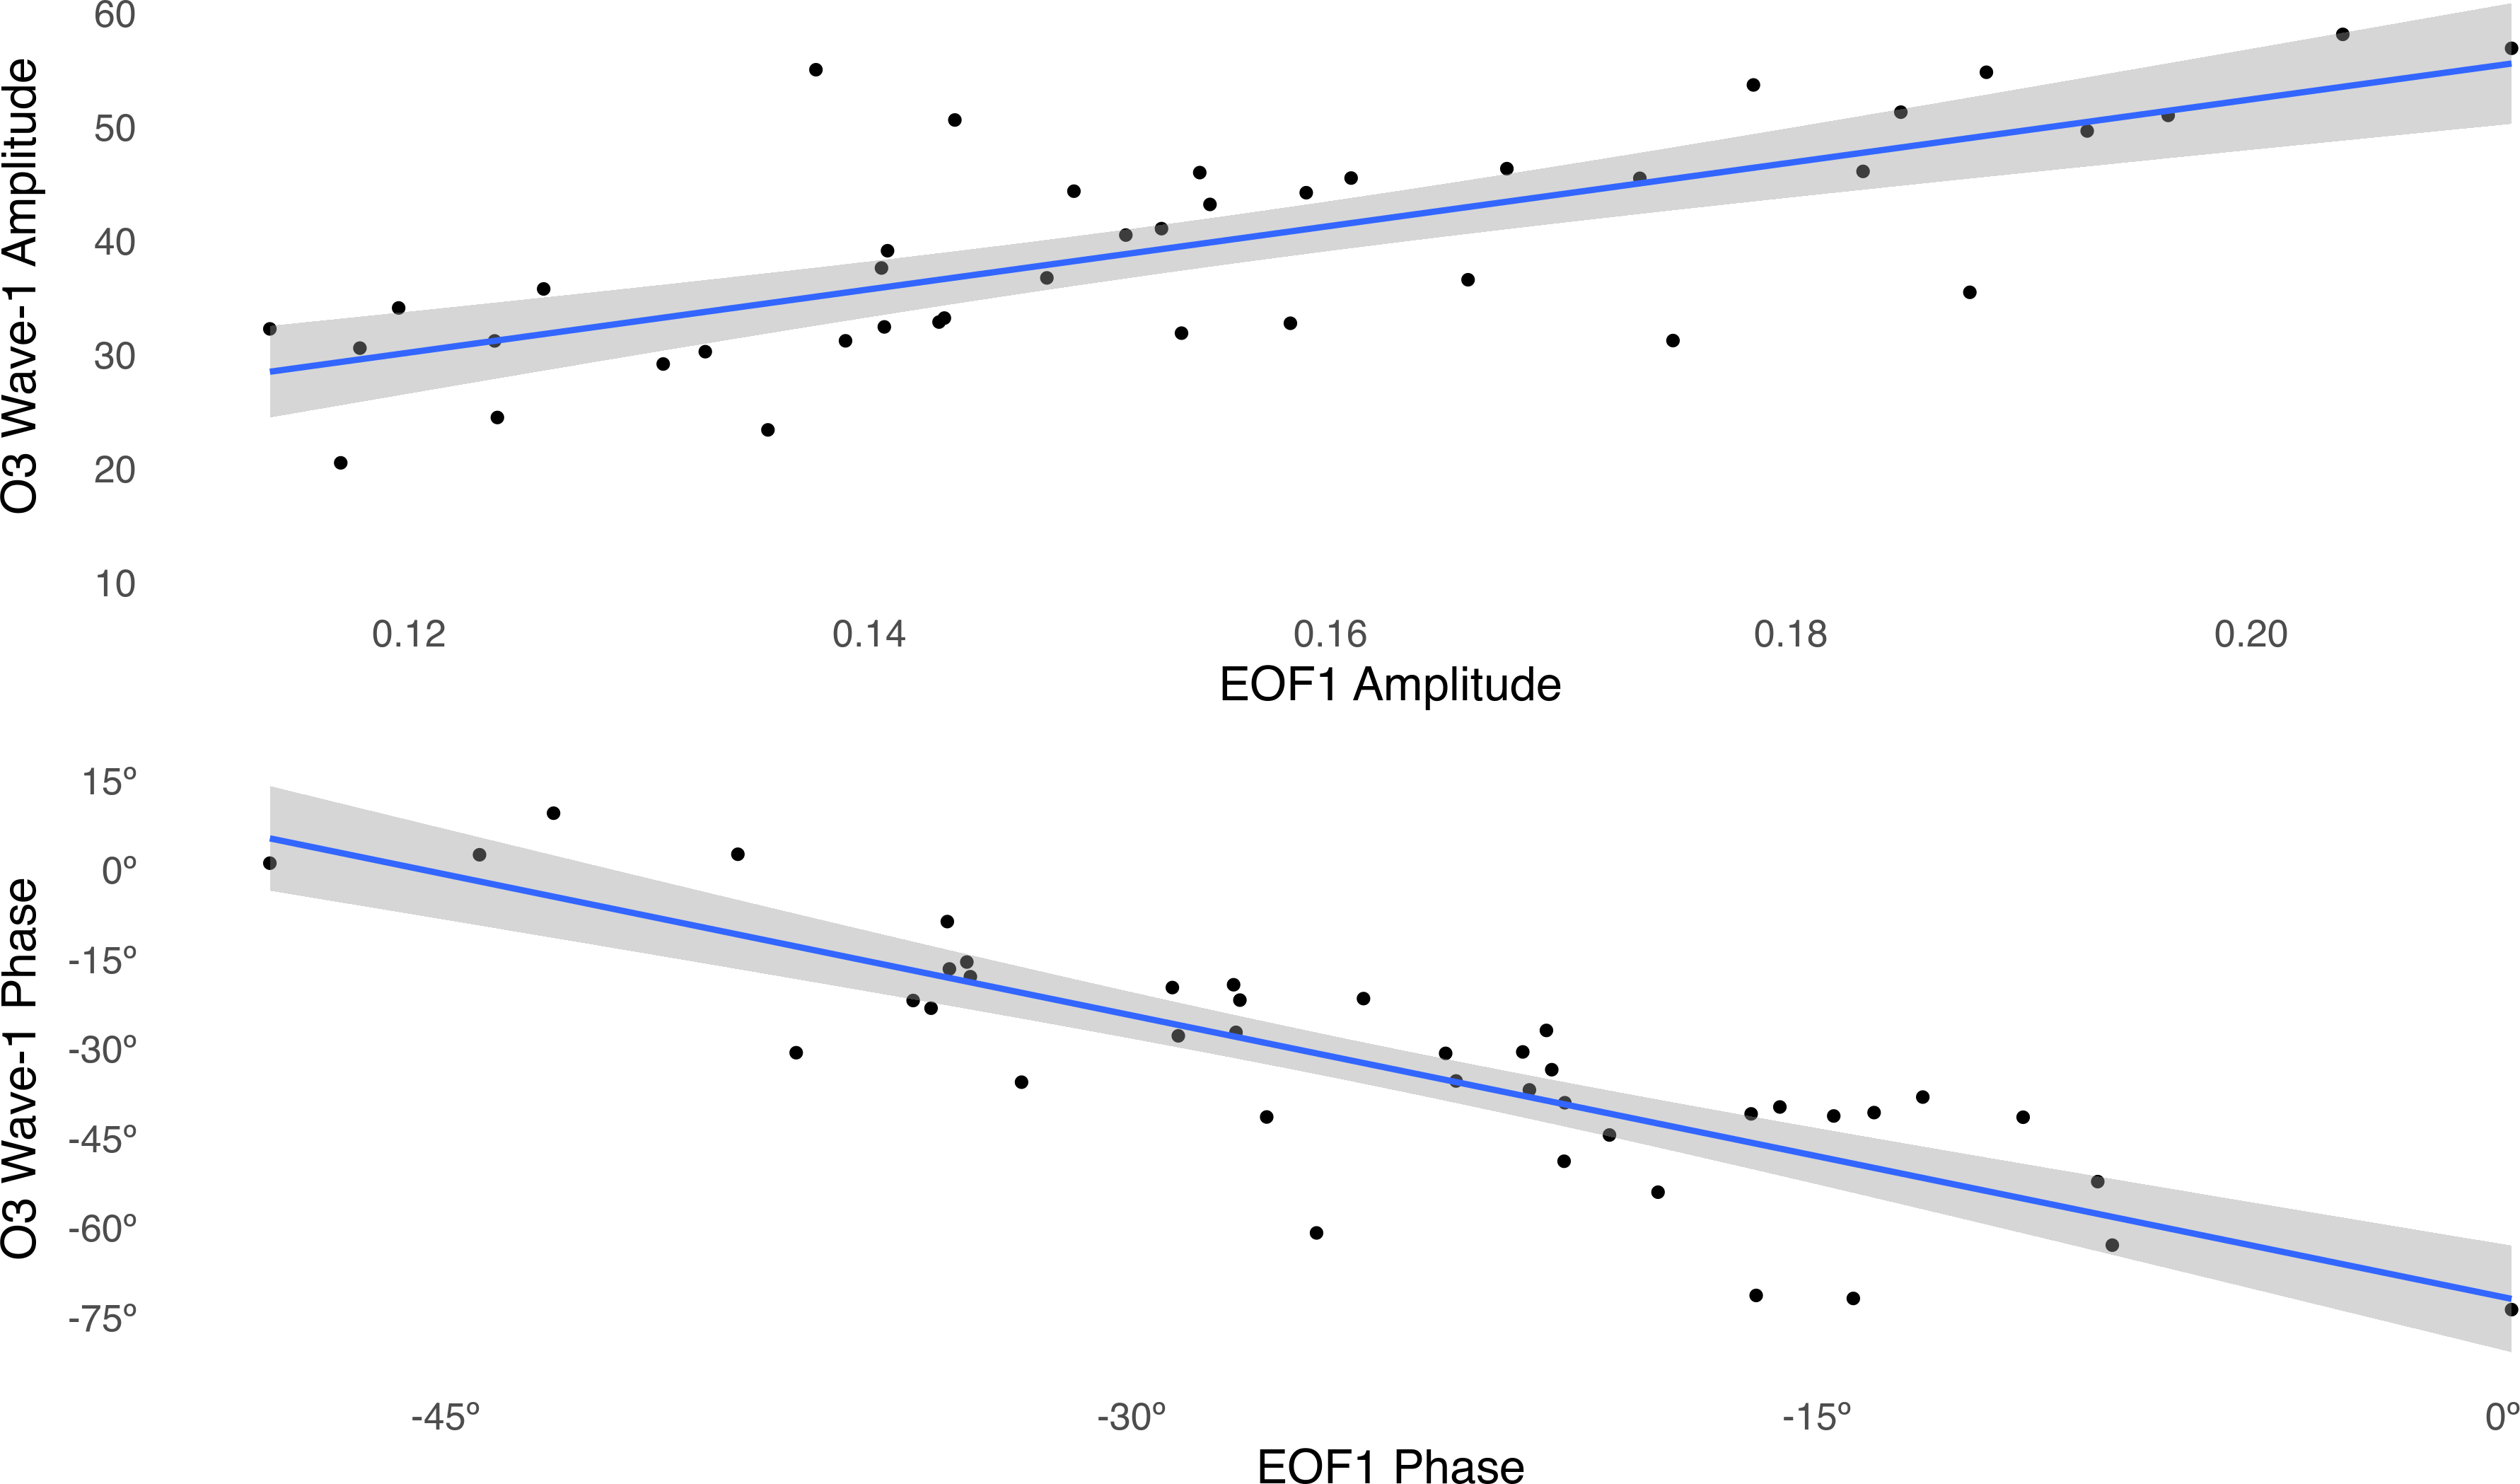 O3 Wave-1 Amplitude
60
50
40
30
20
10
0.12 0.14 0.16 0.18 0.20
EOF1 Amplitude
O3 Wave-1 Phase
15º
0º
-15º
-30º
-45º
-60º
-75º
-45º -30º -15º 0º
EOF1 Phase